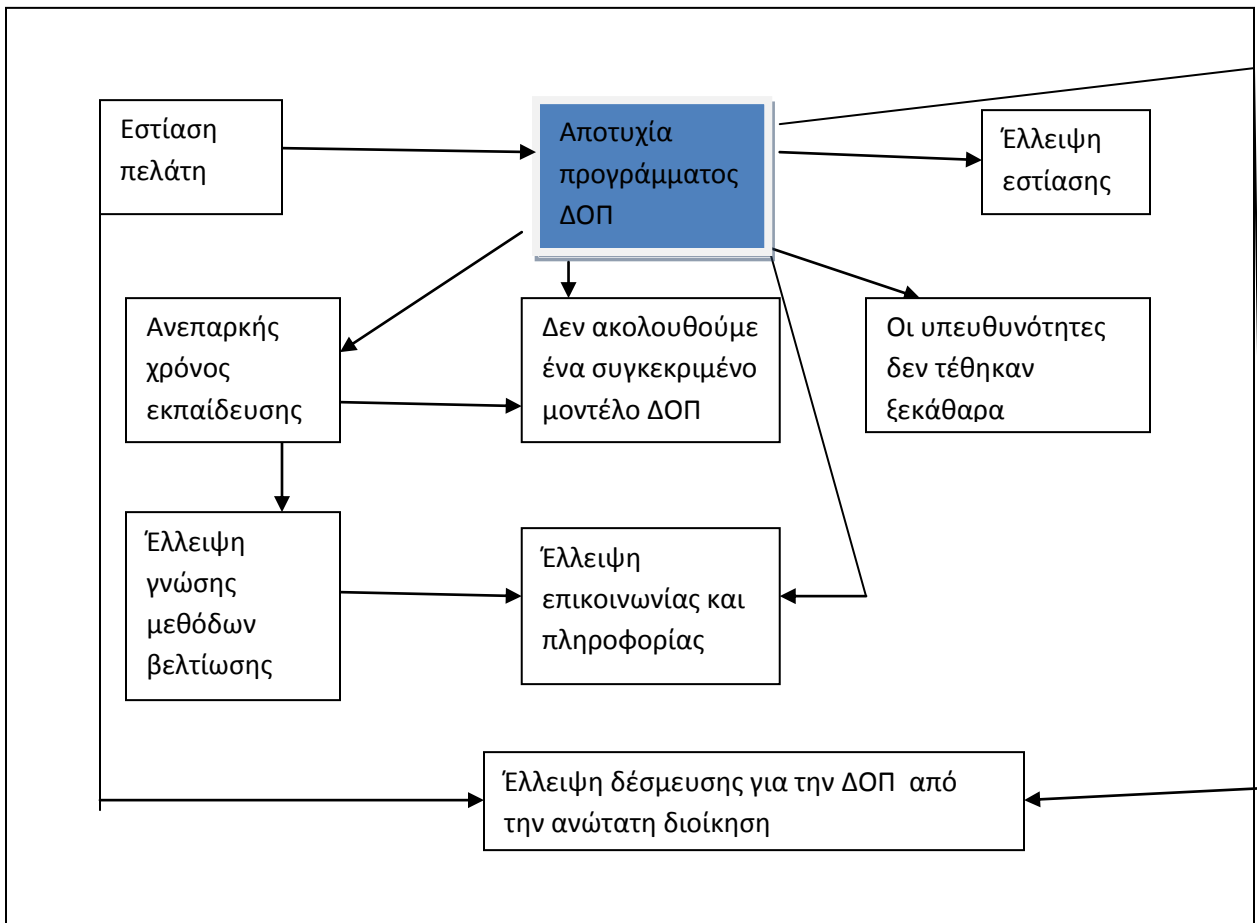 Εστίαση
πελάτη
Αποτυχία
προγράμματος
ΔΟΠ
Έλλειψη
εστίασης
Ανεπαρκής
χρόνος
εκπαίδευσης
Δεν ακολουθούμε
ένα συγκεκριμένο
μοντέλο ΔΟΠ
Οι υπευθυνότητες
δεν τέθηκαν
ξεκάθαρα
Έλλειψη
γνώσης
μεθόδων
βελτίωσης
Έλλειψη
επικοινωνίας και
πληροφορίας
Έλλειψη δέσμευσης για την ΔΟΠ από
την ανώτατη διοίκηση